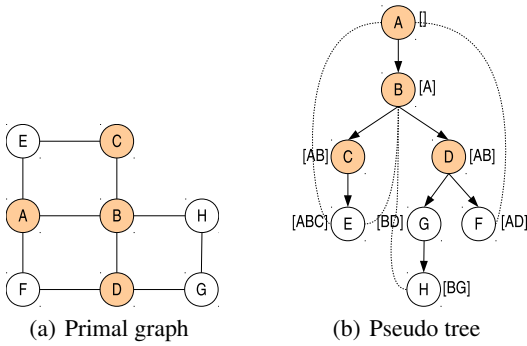 A []
B [A]
E C [AB] C D [AB]
A B H [ABC] E [BD] G F [AD]
F D G H [BG]
(a) Primal graph (b) Pseudo tree